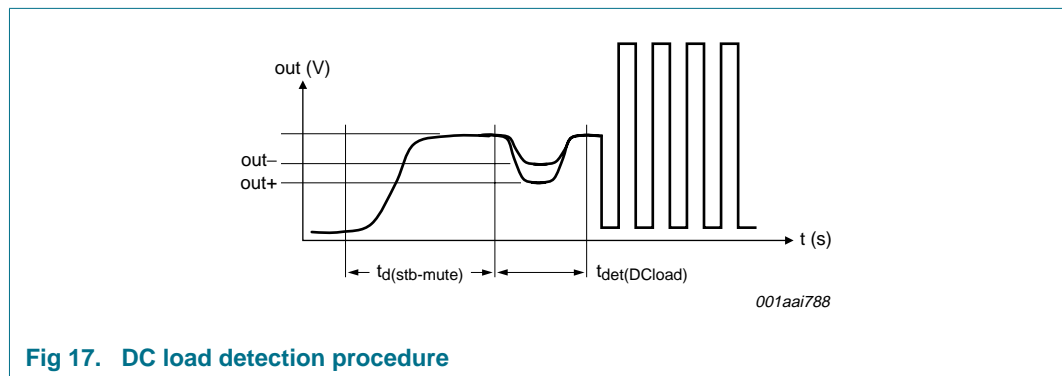 out (V)
out−
out+
t (s)
td(stb-mute)
tdet(DCload)
001aai788
Fig 17. DC load detection procedure